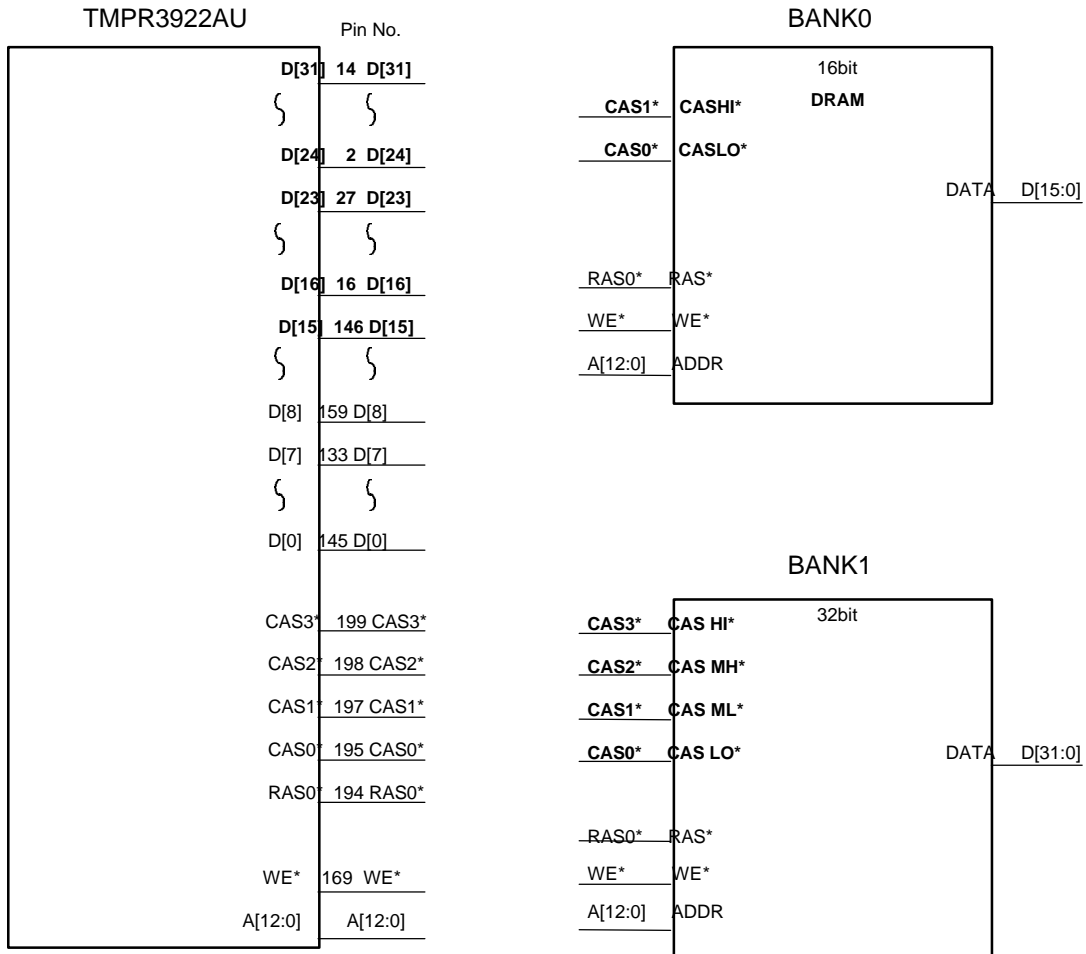 TMPR3922AU
Pin No.
D[31] 14 D[31]
D[24] 2 D[24]
D[23] 27 D[23]
D[16] 16 D[16]
D[15] 146 D[15]
D[8] 159 D[8]
D[7] 133 D[7]
D[0] 145 D[0]
CAS3* 199 CAS3*
CAS2* 198 CAS2*
CAS1* 197 CAS1*
CAS0* 195 CAS0*
RAS0* 194 RAS0*
WE* 169 WE*
A[12:0] A[12:0]
BANK0
16bit
DRAM
CAS1* CASHI*
CAS0* CASLO*
DATA D[15:0]
RAS0* RAS*
WE* WE*
A[12:0] ADDR
BANK1
32bit
CAS3* CAS HI*
CAS2* CAS MH*
CAS1* CAS ML*
CAS0* CAS LO*
DATA D[31:0]
RAS0* RAS*
WE* WE*
A[12:0] ADDR